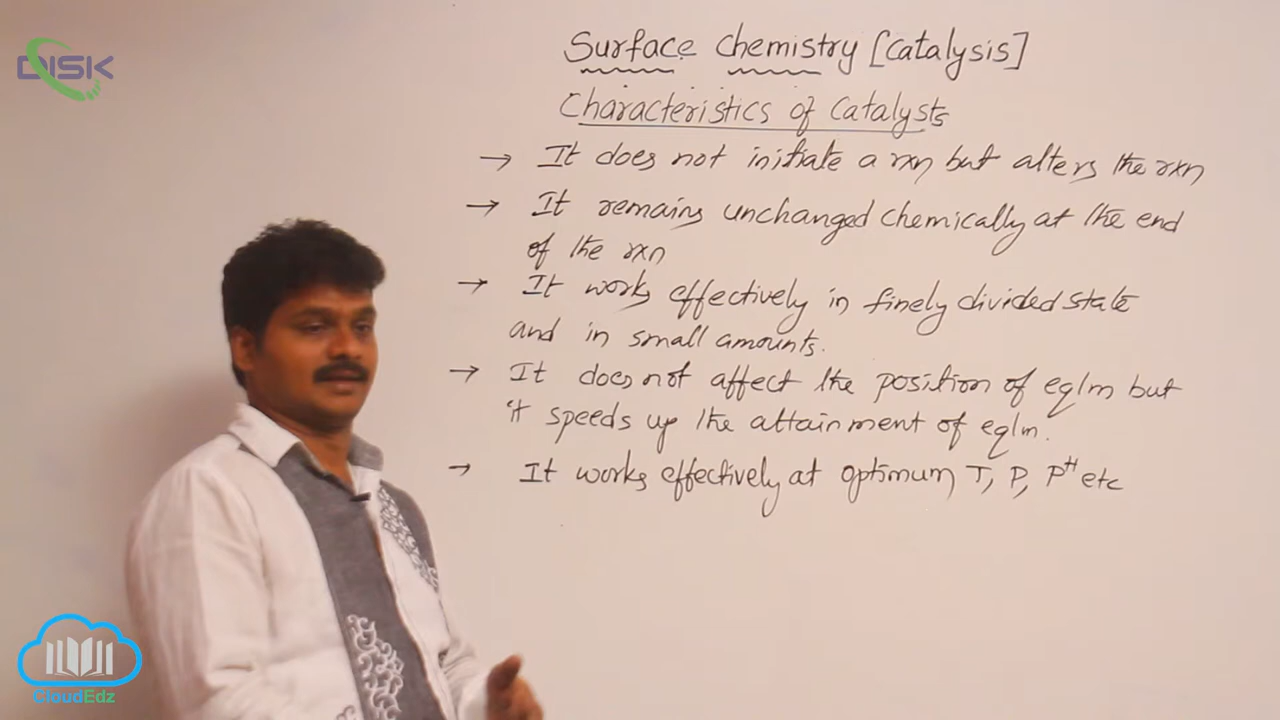 DISK
Surface chemistry [Catalysis]
Characteristics of Catalysts
→ It does not initiate a rxn but alters the rxn
→ It remains unchanged chemically at the end
of the rxn
→ It works effectively in finely divided state
and in small amounts.
→ It does not affect the position of eqlm but
it speeds up the attainment of eqlm.
→ It works effectively at optimum T, P, PH etc
CloudEdz